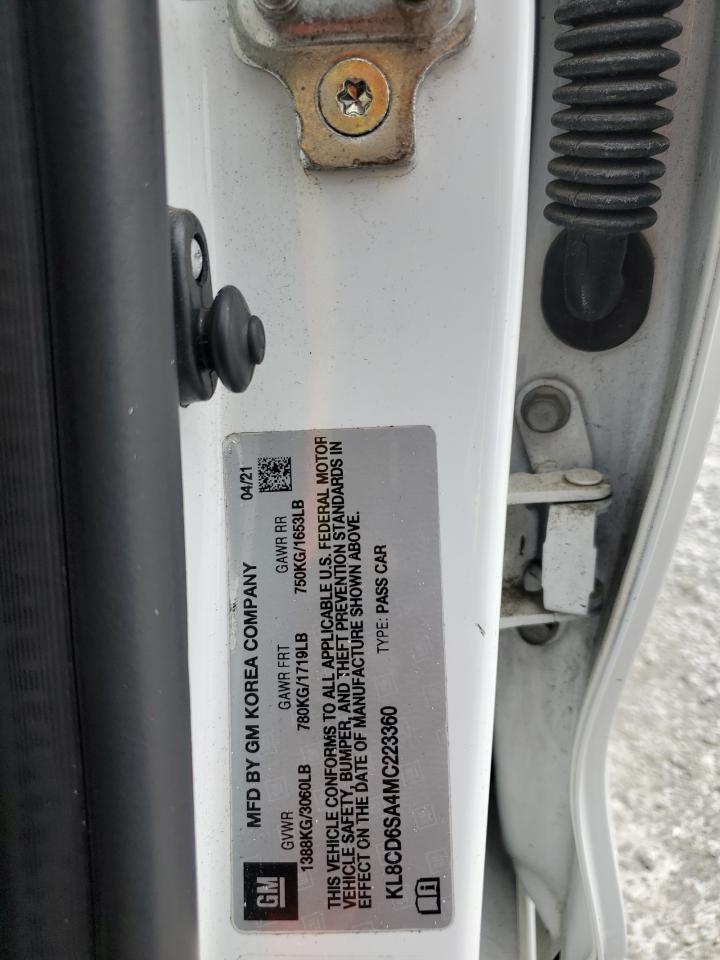 MFD BY GM KOREA COMPANY 04/21
GVWR GAWR FRT GAWR RR
1388KG/3060LB 780KG/1719LB 750KG/1653LB
THIS VEHICLE CONFORMS TO ALL APPLICABLE U.S. FEDERAL MOTOR
VEHICLE SAFETY, BUMPER, AND THEFT PREVENTION STANDARDS IN
EFFECT ON THE DATE OF MANUFACTURE SHOWN ABOVE.
KL8CD6SA4MC223360 TYPE: PASS CAR
GM